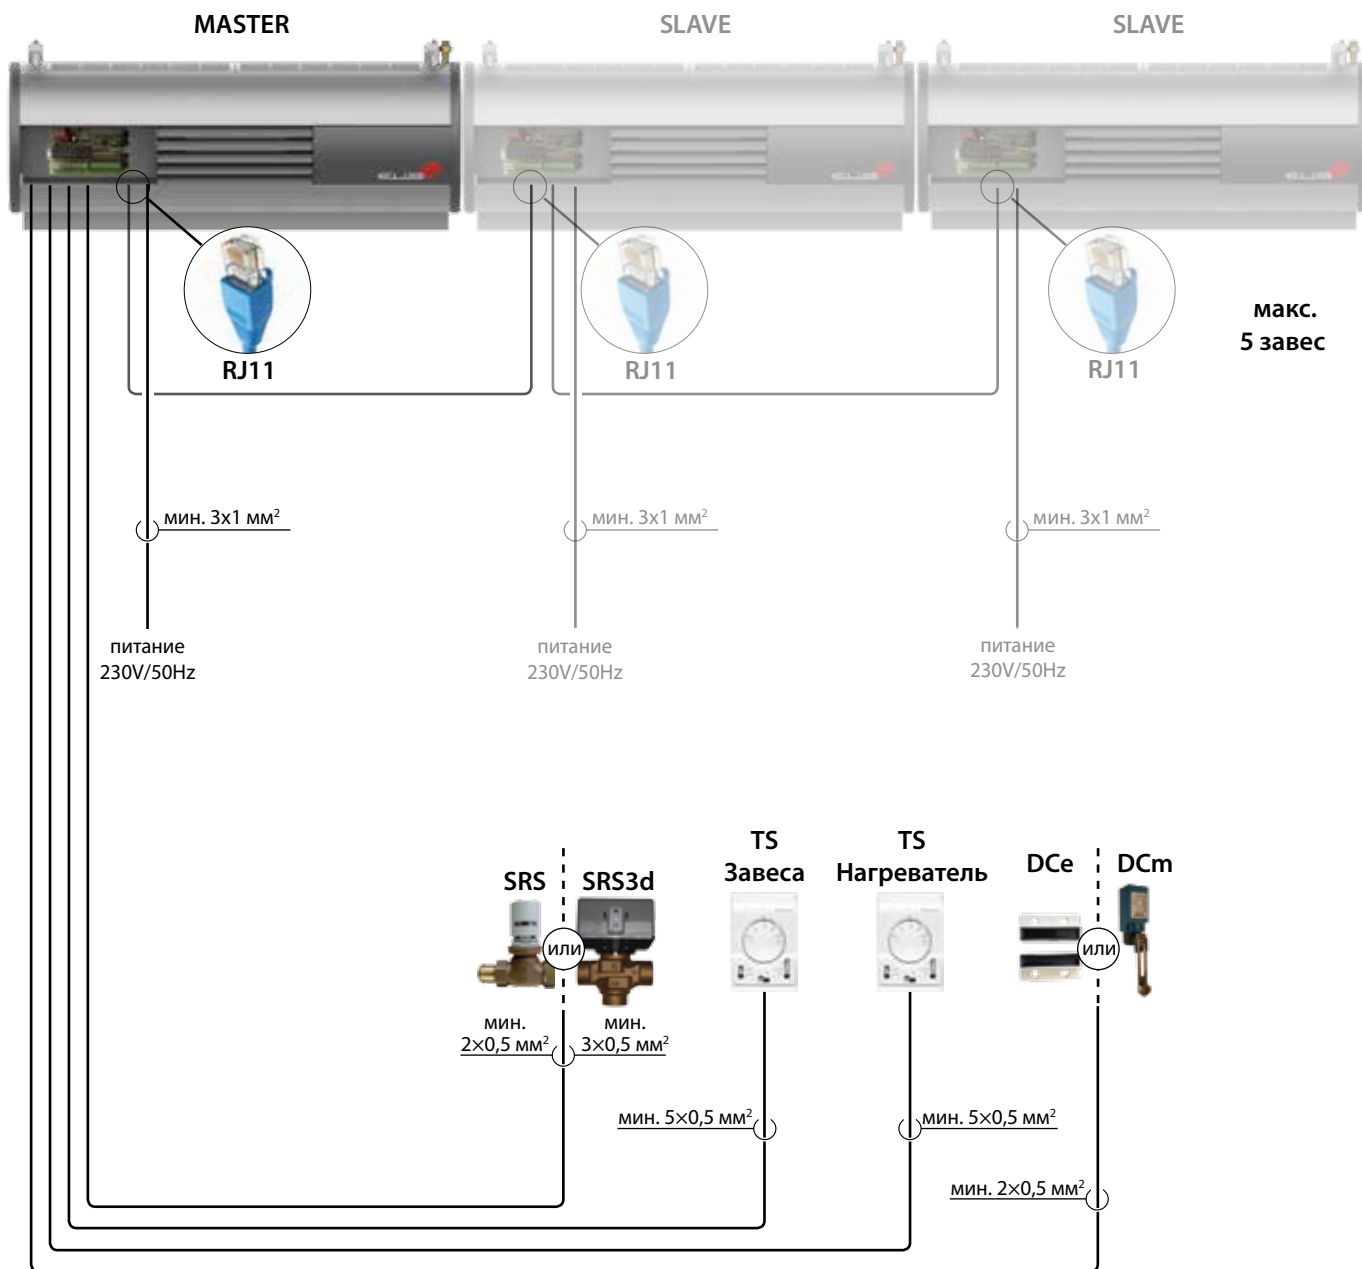 MASTER
SLAVE
SLAVE
ELiS
ELiS
ELiS
RJ11
RJ11
RJ11
макс.
5 завес
мин. 3x1 мм²
мин. 3x1 мм²
мин. 3x1 мм²
питание
230V/50Hz
питание
230V/50Hz
питание
230V/50Hz
SRS
SRS3d
TS
Завеса
TS
Нагреватель
DCe
DCm
или
или
мин.
2×0,5 мм²
мин.
3×0,5 мм²
мин. 5×0,5 мм²
мин. 5×0,5 мм²
мин. 2×0,5 мм²